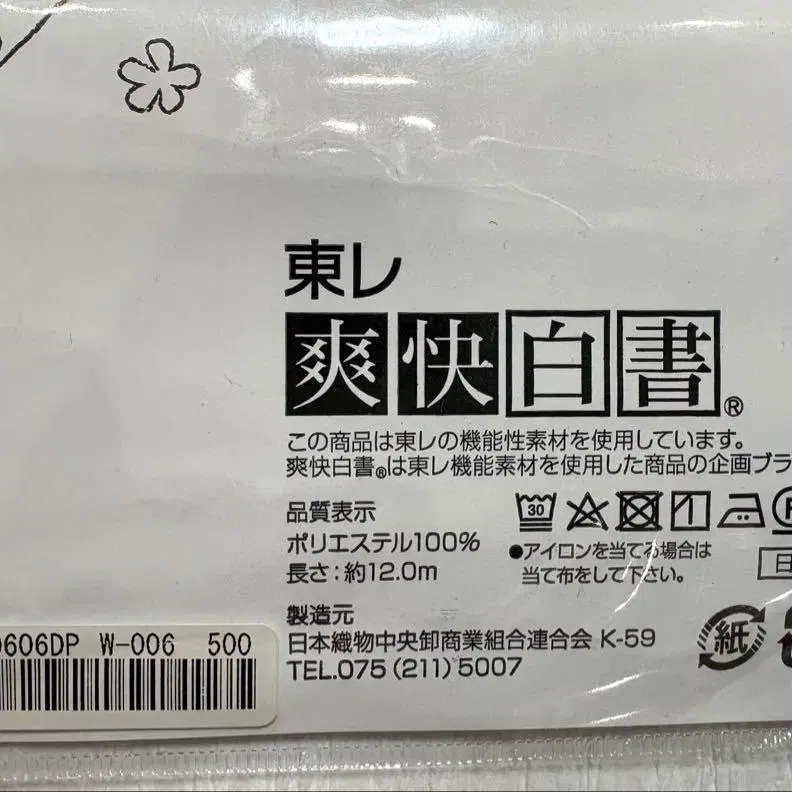 東レ
爽快白書®
この商品は東レの機能性素材を使用しています。
爽快白書®は東レ機能素材を使用した商品の企画ブラ
品質表示
ポリエステル100%
長さ:約12.0m
30
●アイロンを当てる場合は
当て布をして下さい。
製造元
日本織物中央卸商業組合連合会 K-59
TEL.075(211)5007
紙
0606DP W-006 500